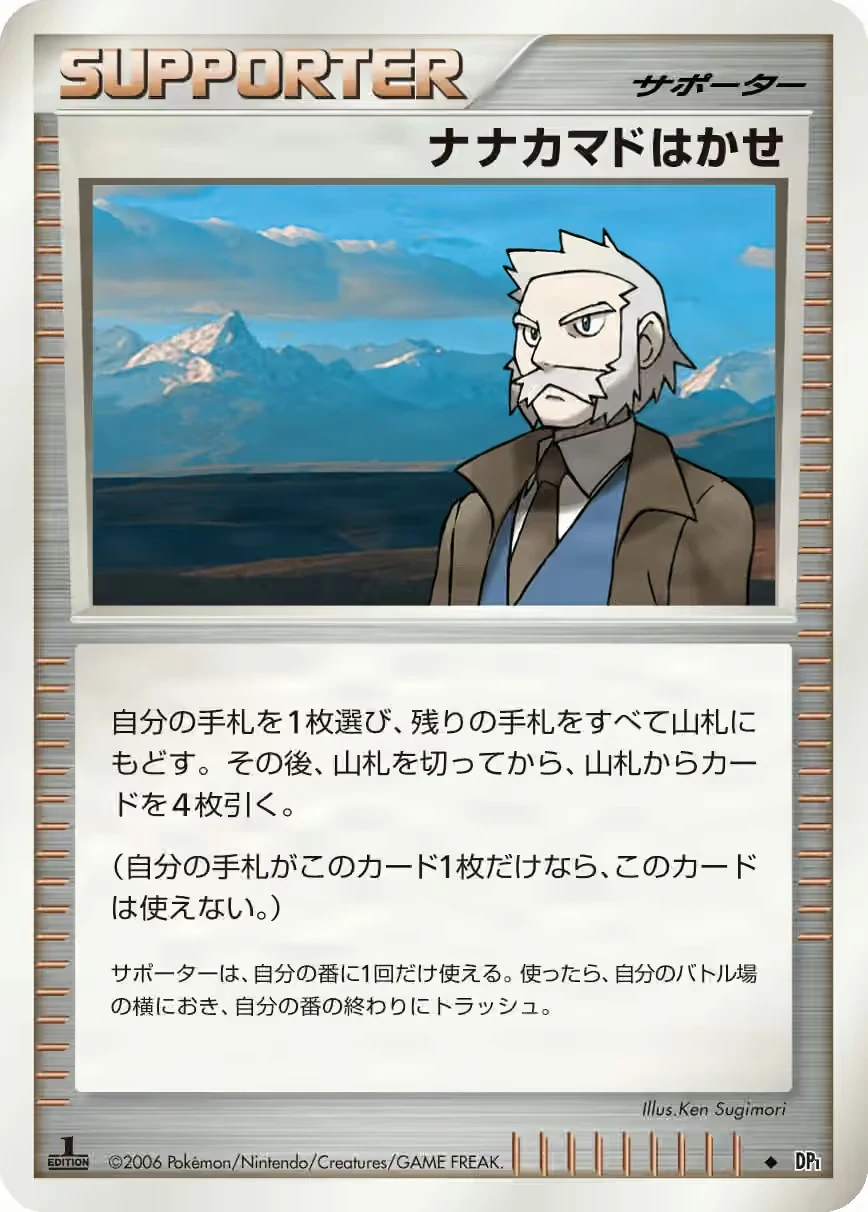 SUPPORTER
サポーター
ナナカマドはかせ
自分の手札を1枚選び、残りの手札をすべて山札に
もどす。その後、山札を切ってから、山札からカー
ドを4枚引く。
(自分の手札がこのカード1枚だけなら、このカード
は使えない。)
サポーターは、自分の番に1回だけ使える。使ったら、自分のバトル場
の横におき、自分の番の終わりにトラッシュ。
Illus.Ken Sugimori
1 EDITION ©2006 Pokémon/Nintendo/Creatures/GAME FREAK. ◆ DP1